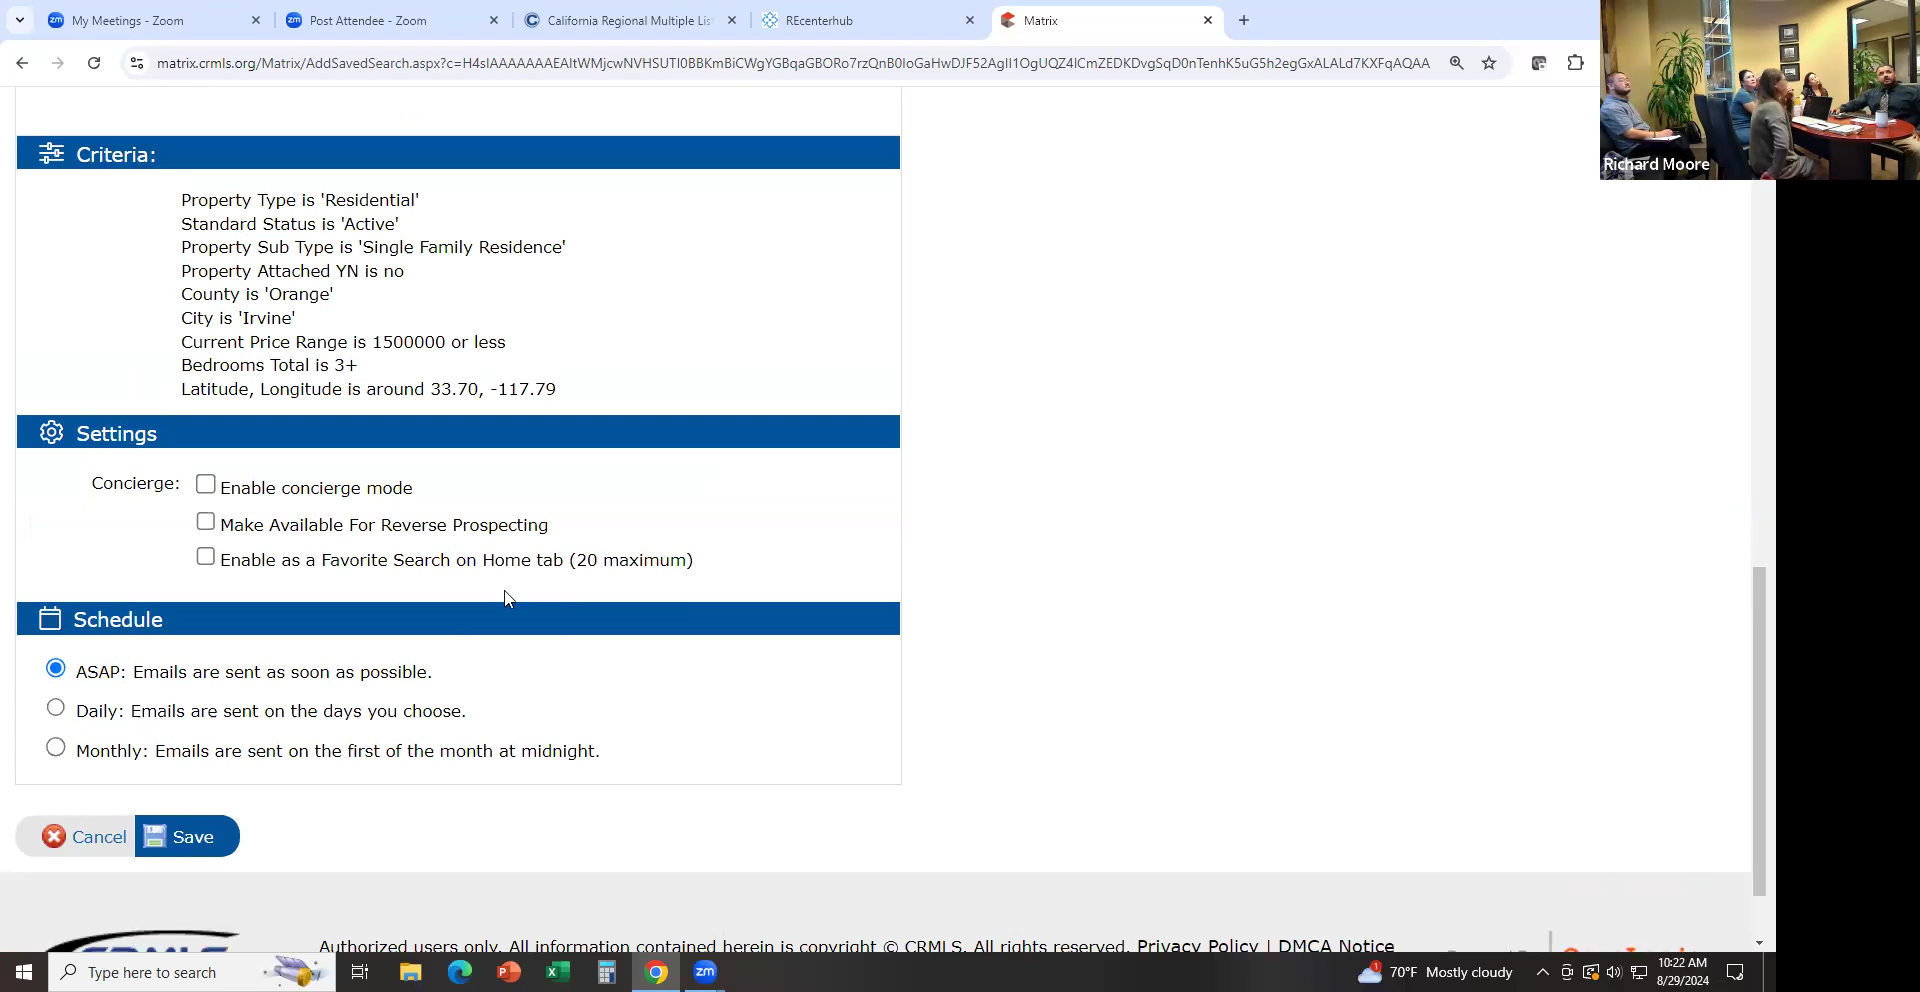 My Meetings - Zoom
Post Attendee - Zoom
California Regional Multiple Lis
REcenterhub
Matrix
matrix.crmls.org/Matrix/AddSavedSearch.aspx?c=H4sIAAAAAAAEAItWMjcwNVHSUTI0BBKmBiCWgYGBqaGBORo7rzQnB0IoGaHwDJF52AgII1OgUQZ4lCmZEDKDvgSqD0nTenhK5uG5h2egGxALALd7KXFqAQAA
Richard Moore
Criteria:
Property Type is 'Residential'
Standard Status is 'Active'
Property Sub Type is 'Single Family Residence'
Property Attached YN is no
County is 'Orange'
City is 'Irvine'
Current Price Range is 1500000 or less
Bedrooms Total is 3+
Latitude, Longitude is around 33.70, -117.79
Settings
Concierge:
Enable concierge mode
Make Available For Reverse Prospecting
Enable as a Favorite Search on Home tab (20 maximum)
Schedule
ASAP: Emails are sent as soon as possible.
Daily: Emails are sent on the days you choose.
Monthly: Emails are sent on the first of the month at midnight.
Cancel
Save
CRMLS
Authorized users only. All information contained herein is copyright © CRMLS. All rights reserved. Privacy Policy | DMCA Notice
Type here to search
zm
1
70°F Mostly cloudy
10:22 AM
8/29/2024